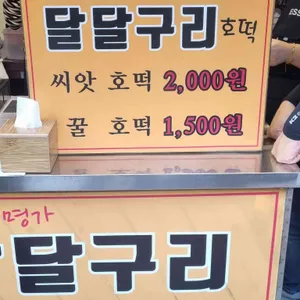 달달구리 호떡
씨앗 호떡 2,000원
꿀 호떡 1,500원
명가
달구리